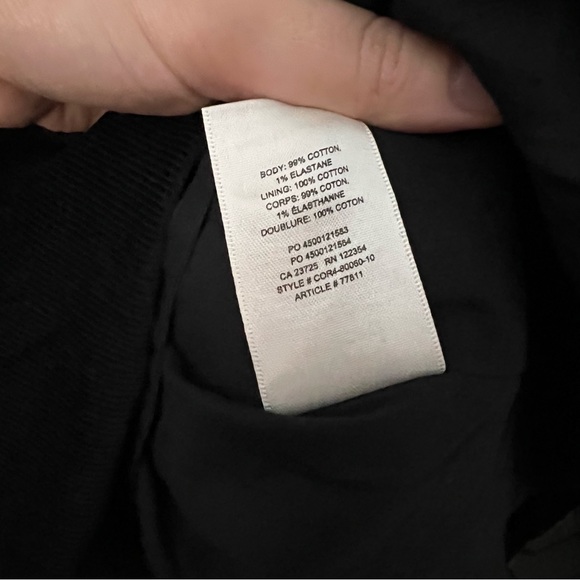 BODY: 99% COTTON,
1% ELASTANE
LINING: 100% COTTON
CORPS: 99% COTON,
1% ÉLASTHANNE
DOUBLURE: 100% COTON
PO 4500121583
PO 4500121584
CA 23725 RN 122354
STYLE # COR4-80060-10
ARTICLE # 77811